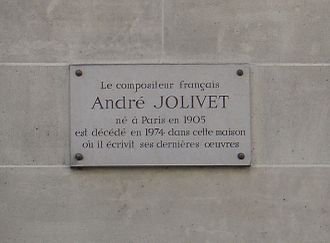 Le compositeur français
André JOLIVET
né à Paris en 1905
est décédé en 1974 dans cette maison
où il écrivit ses dernières œuvres